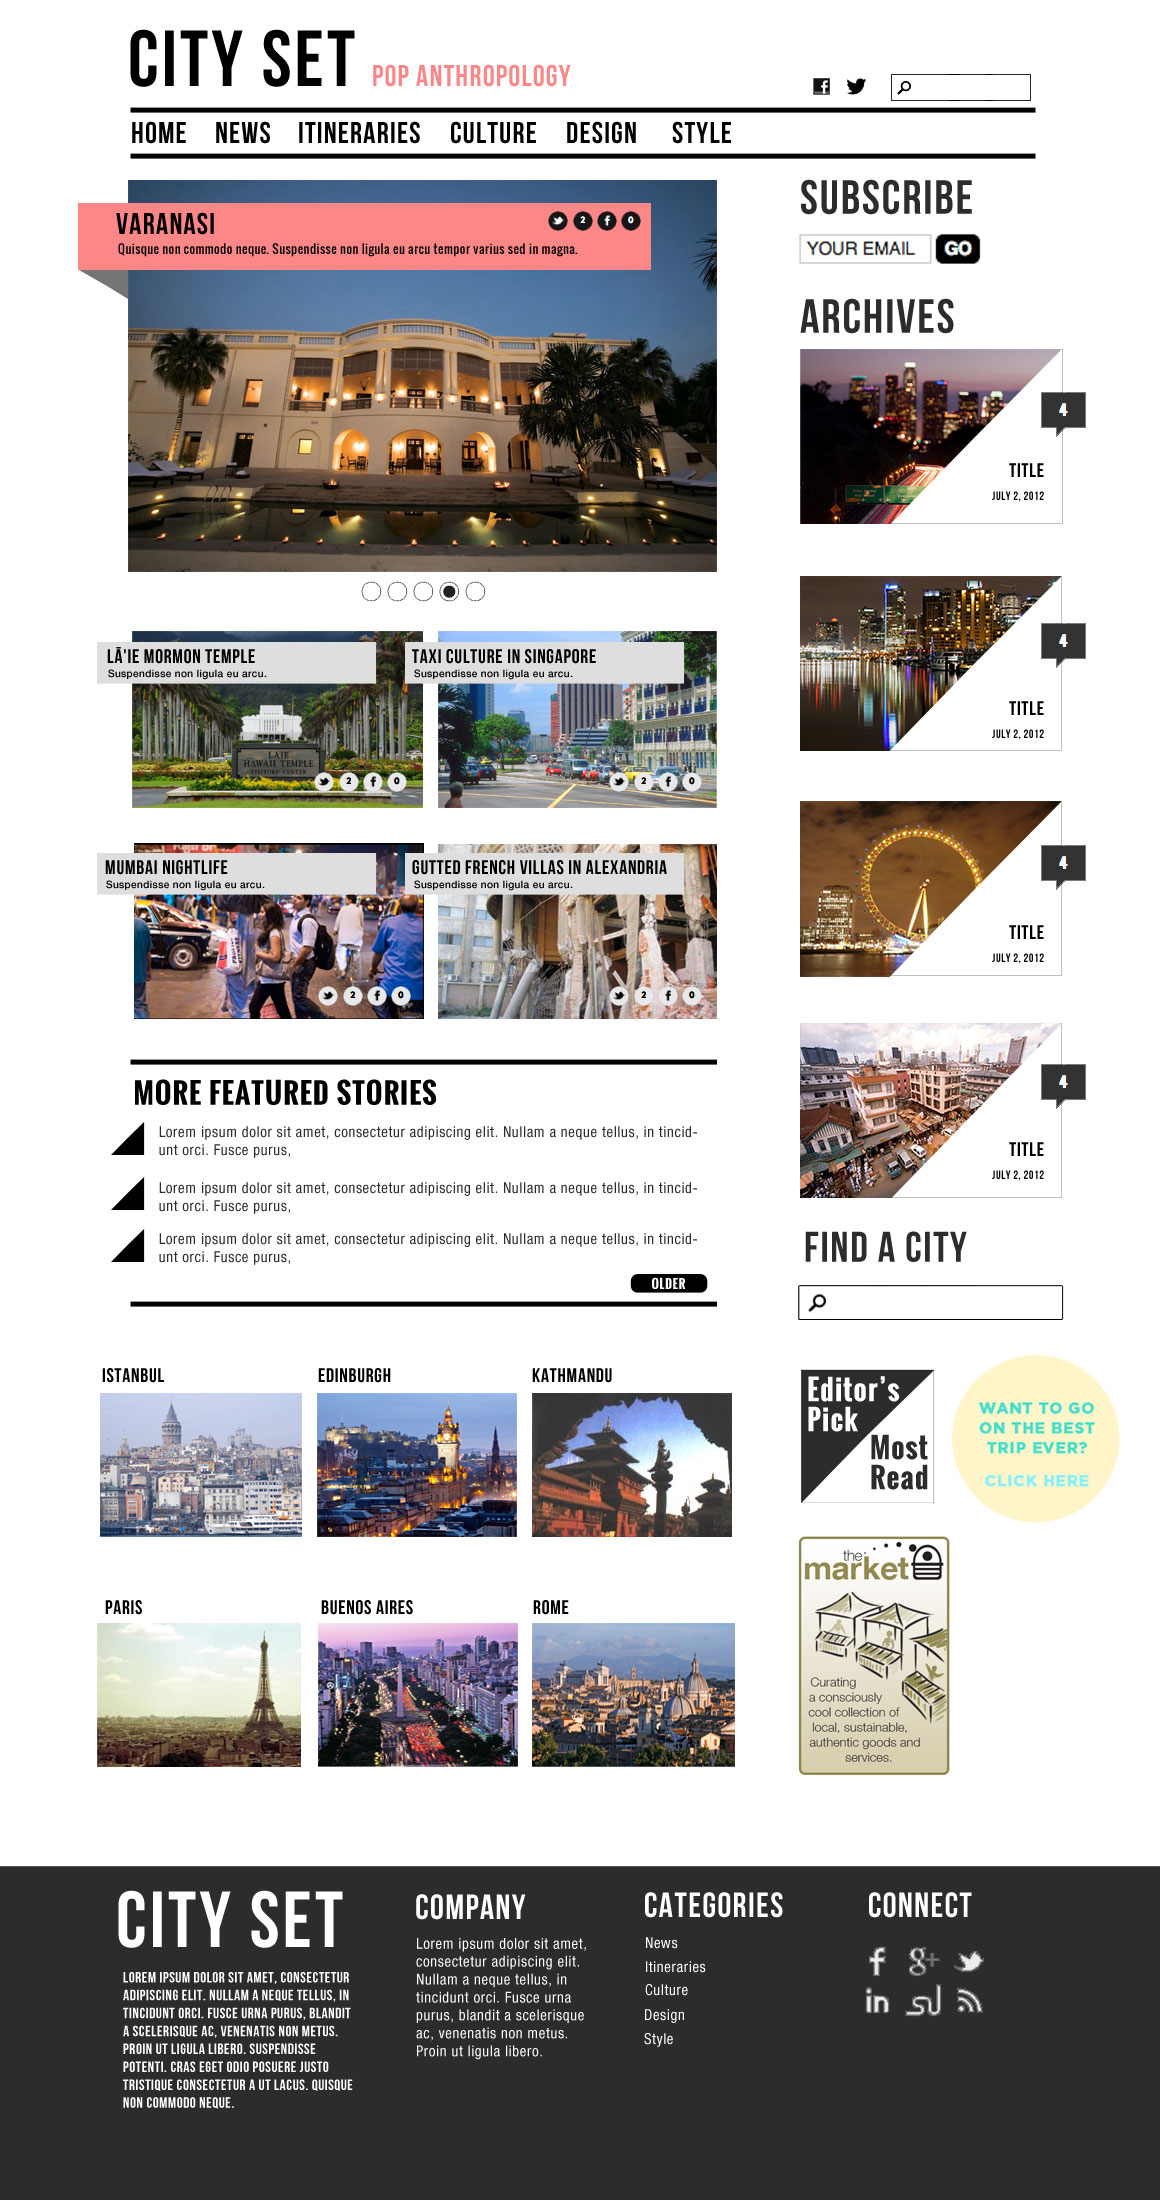 CITY SET POP ANTHROPOLOGY
HOME NEWS ITINERARIES CULTURE DESIGN STYLE
VARANASI
2 0
Quisque non commodo neque. Suspendisse non ligula eu arcu tempor varius sed in magna.
LĀ'IE MORMON TEMPLE
Suspendisse non ligula eu arcu.
LAIE
HAWAII TEMPLE
VISITORS' CENTER
2 0
TAXI CULTURE IN SINGAPORE
Suspendisse non ligula eu arcu.
2 0
MUMBAI NIGHTLIFE
Suspendisse non ligula eu arcu.
2 0
GUTTED FRENCH VILLAS IN ALEXANDRIA
Suspendisse non ligula eu arcu.
2 0
MORE FEATURED STORIES
Lorem ipsum dolor sit amet, consectetur adipiscing elit. Nullam a neque tellus, in tincid-
unt orci. Fusce purus,
Lorem ipsum dolor sit amet, consectetur adipiscing elit. Nullam a neque tellus, in tincid-
unt orci. Fusce purus,
Lorem ipsum dolor sit amet, consectetur adipiscing elit. Nullam a neque tellus, in tincid-
unt orci. Fusce purus,
OLDER
ISTANBUL
EDINBURGH
KATHMANDU
PARIS
BUENOS AIRES
ROME
SUBSCRIBE
YOUR EMAIL GO
ARCHIVES
4
TITLE
JULY 2, 2012
4
TITLE
JULY 2, 2012
4
TITLE
JULY 2, 2012
4
TITLE
JULY 2, 2012
FIND A CITY
Editor's
Pick
Most
Read
WANT TO GO
ON THE BEST
TRIP EVER?
CLICK HERE
the
market
Curating
a consciously
cool collection of
local, sustainable,
authentic goods and
services.
CITY SET
LOREM IPSUM DOLOR SIT AMET, CONSECTETUR
ADIPISCING ELIT. NULLAM A NEQUE TELLUS, IN
TINCIDUNT ORCI. FUSCE URNA PURUS, BLANDIT
A SCELERISQUE AC, VENENATIS NON METUS.
PROIN UT LIGULA LIBERO. SUSPENDISSE
POTENTI. CRAS EGET ODIO POSUERE JUSTO
TRISTIQUE CONSECTETUR A UT LACUS. QUISQUE
NON COMMODO NEQUE.
COMPANY
Lorem ipsum dolor sit amet,
consectetur adipiscing elit.
Nullam a neque tellus, in
tincidunt orci. Fusce urna
purus, blandit a scelerisque
ac, venenatis non metus.
Proin ut ligula libero.
CATEGORIES
News
Itineraries
Culture
Design
Style
CONNECT